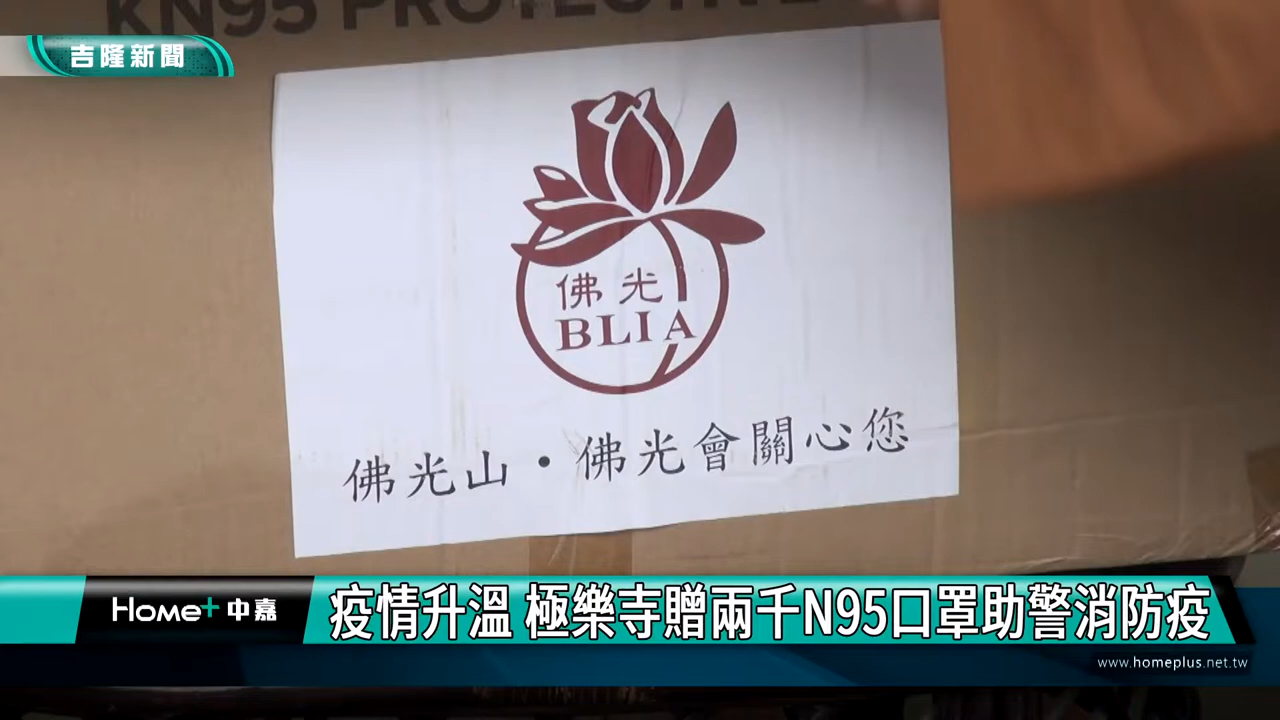 KN95 PROTECTIVE
吉隆新聞
佛光
BLIA
佛光山·佛光會關心您
Home+中嘉
疫情升溫 極樂寺贈兩千N95口罩助警消防疫
www.homeplus.net.tw